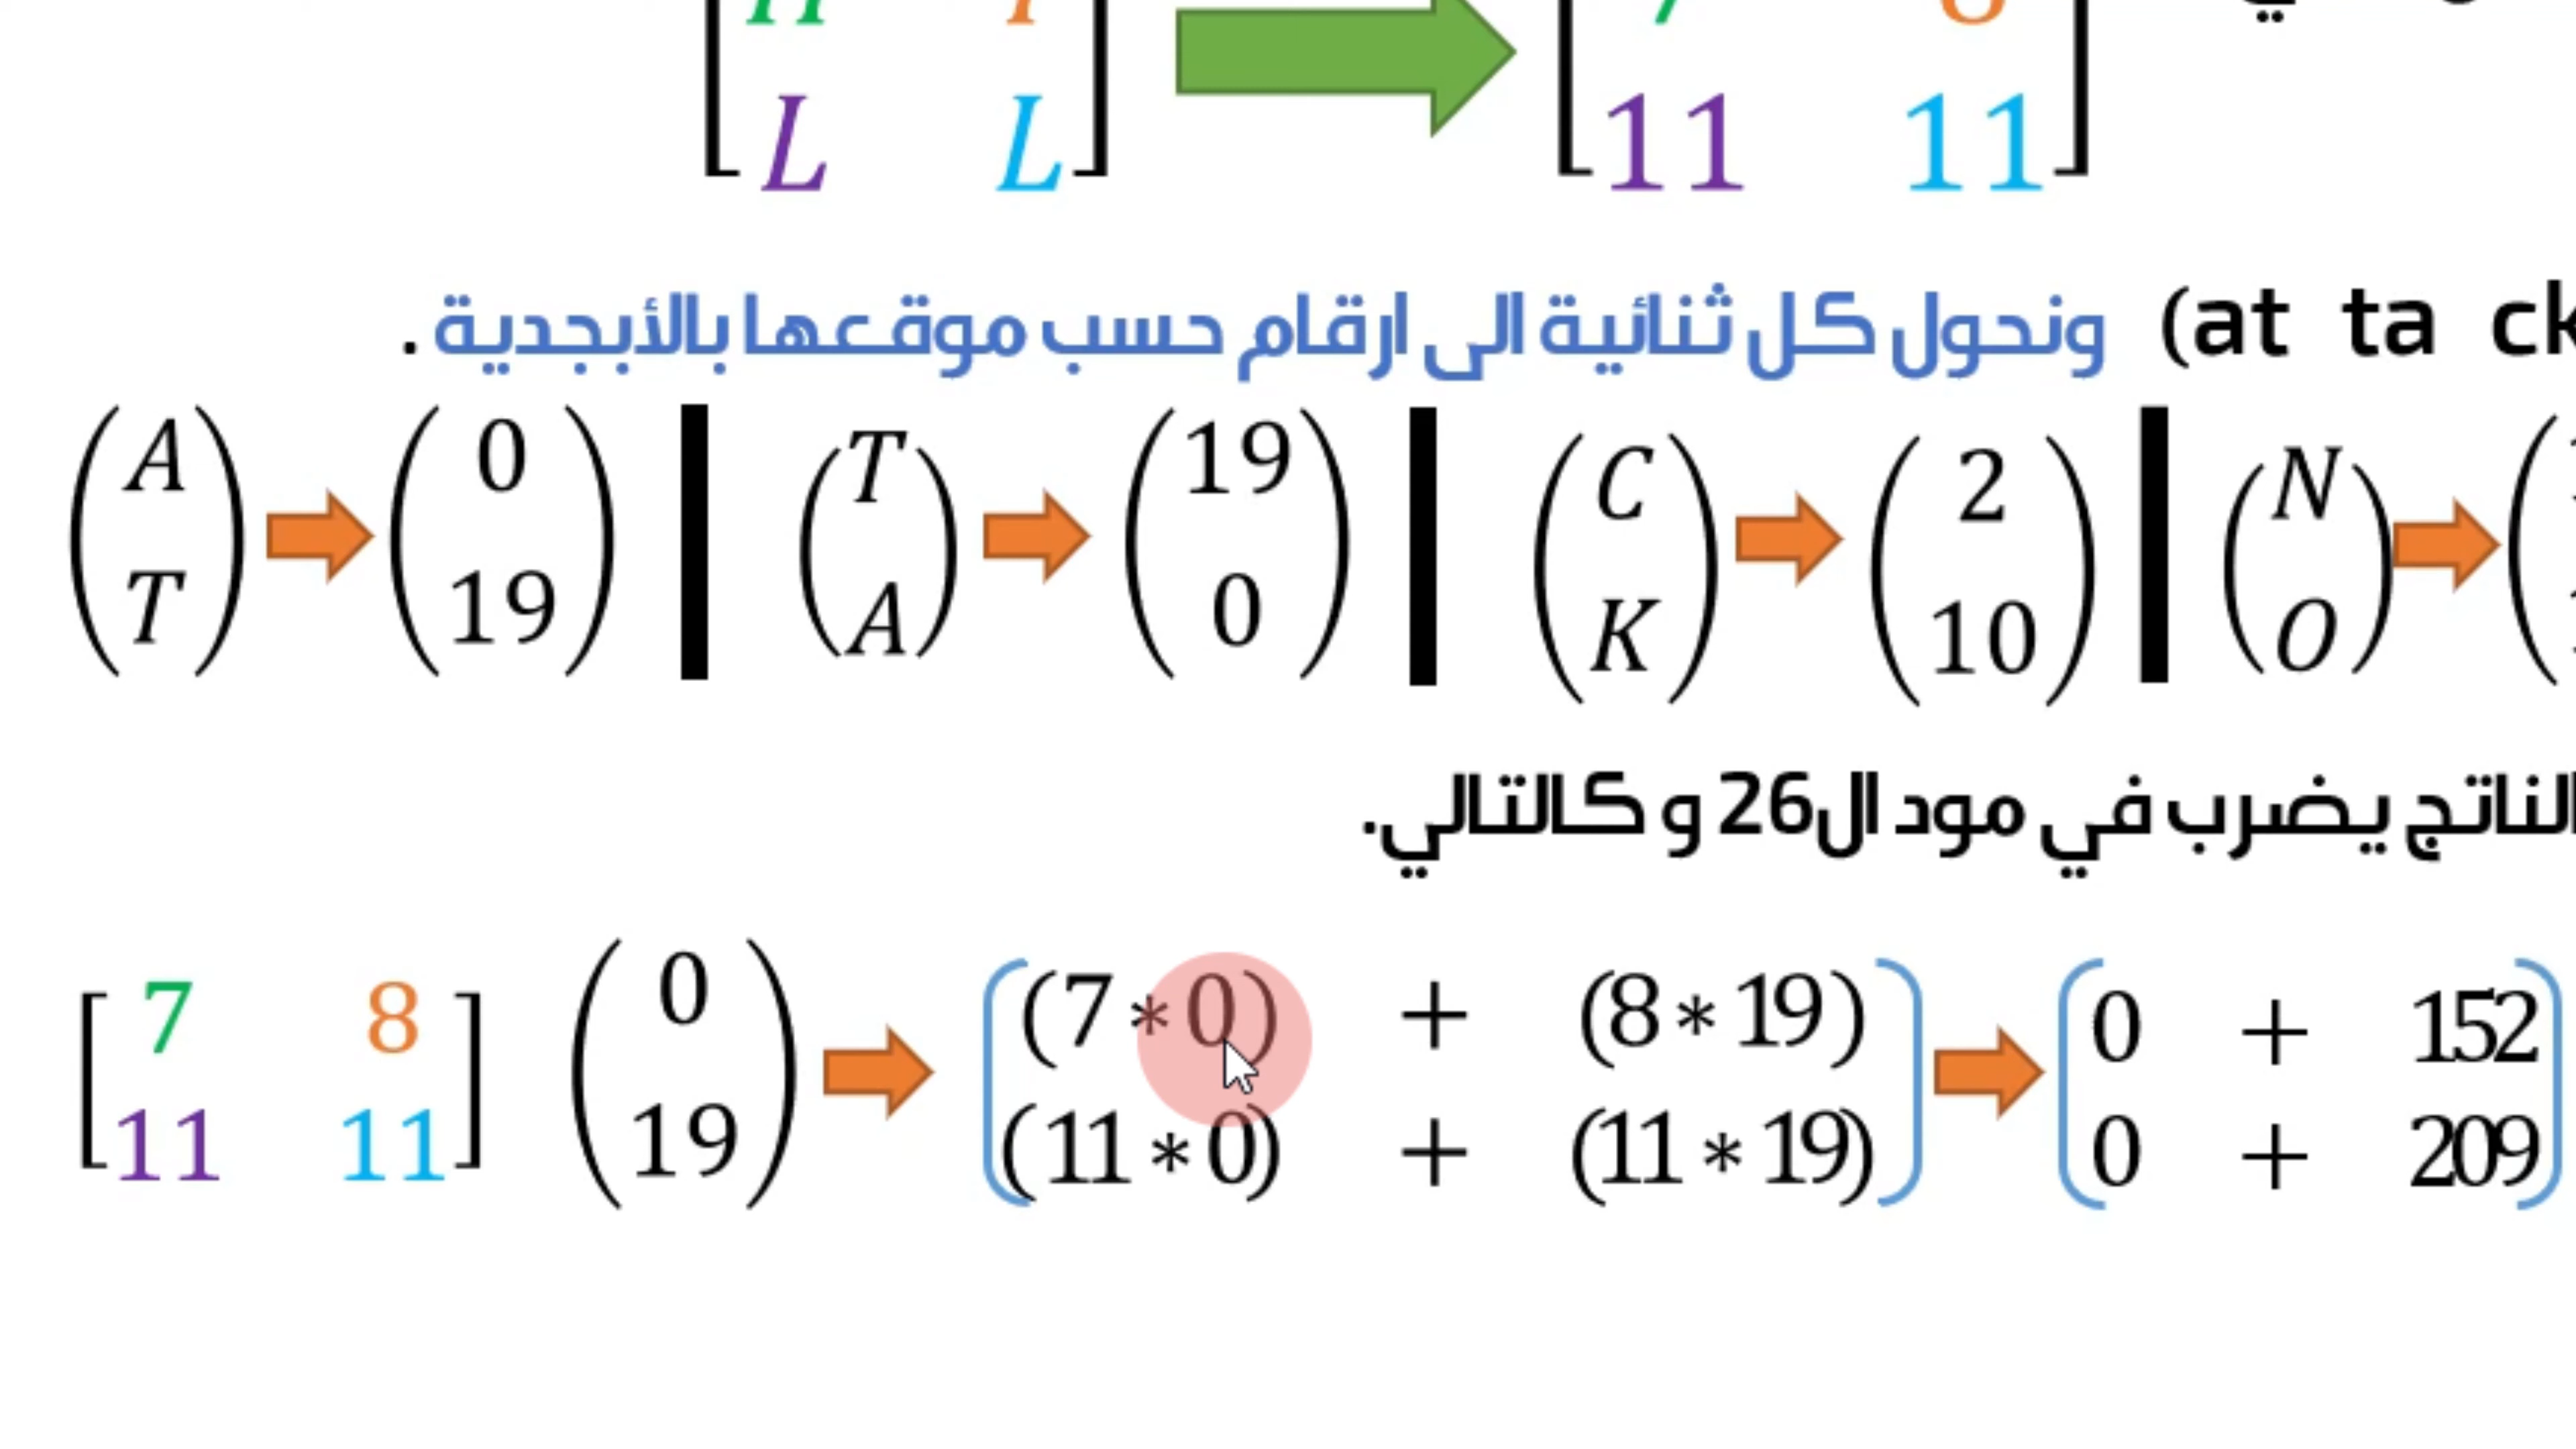 L L 11 11
ونحول كل ثنائية الى ارقام حسب موقعها بالأبجدية . (at ta ck
A 0 T 19 C 2 N
T 19 A 0 K 10 O
الناتج يضرب في مود ال26 و كالتالي.
7 8 0 (7 * 0) + (8 * 19) 0 + 152
11 11 19 (11 * 0) + (11 * 19) 0 + 209